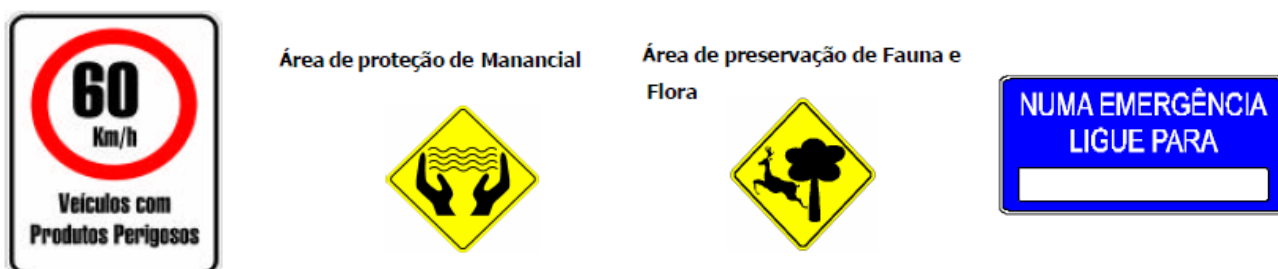 60
Km/h
Veículos com
Produtos Perigosos
Área de proteção de Manancial
Área de preservação de Fauna e
Flora
NUMA EMERGÊNCIA
LIGUE PARA